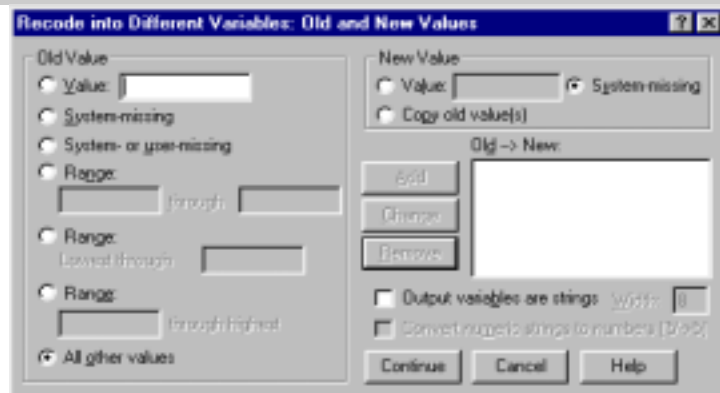 Recode into Different Variables: Old and New Values
Old Value
Value:
System-missing
System- or user-missing
Range:
through
Range:
Lowest through
Range:
through highest
All other values
New Value
Value:
System-missing
Copy old value(s)
Old --> New:
Add
Change
Remove
Output variables are strings
Width: 8
Convert numeric strings to numbers ('5'->5)
Continue
Cancel
Help